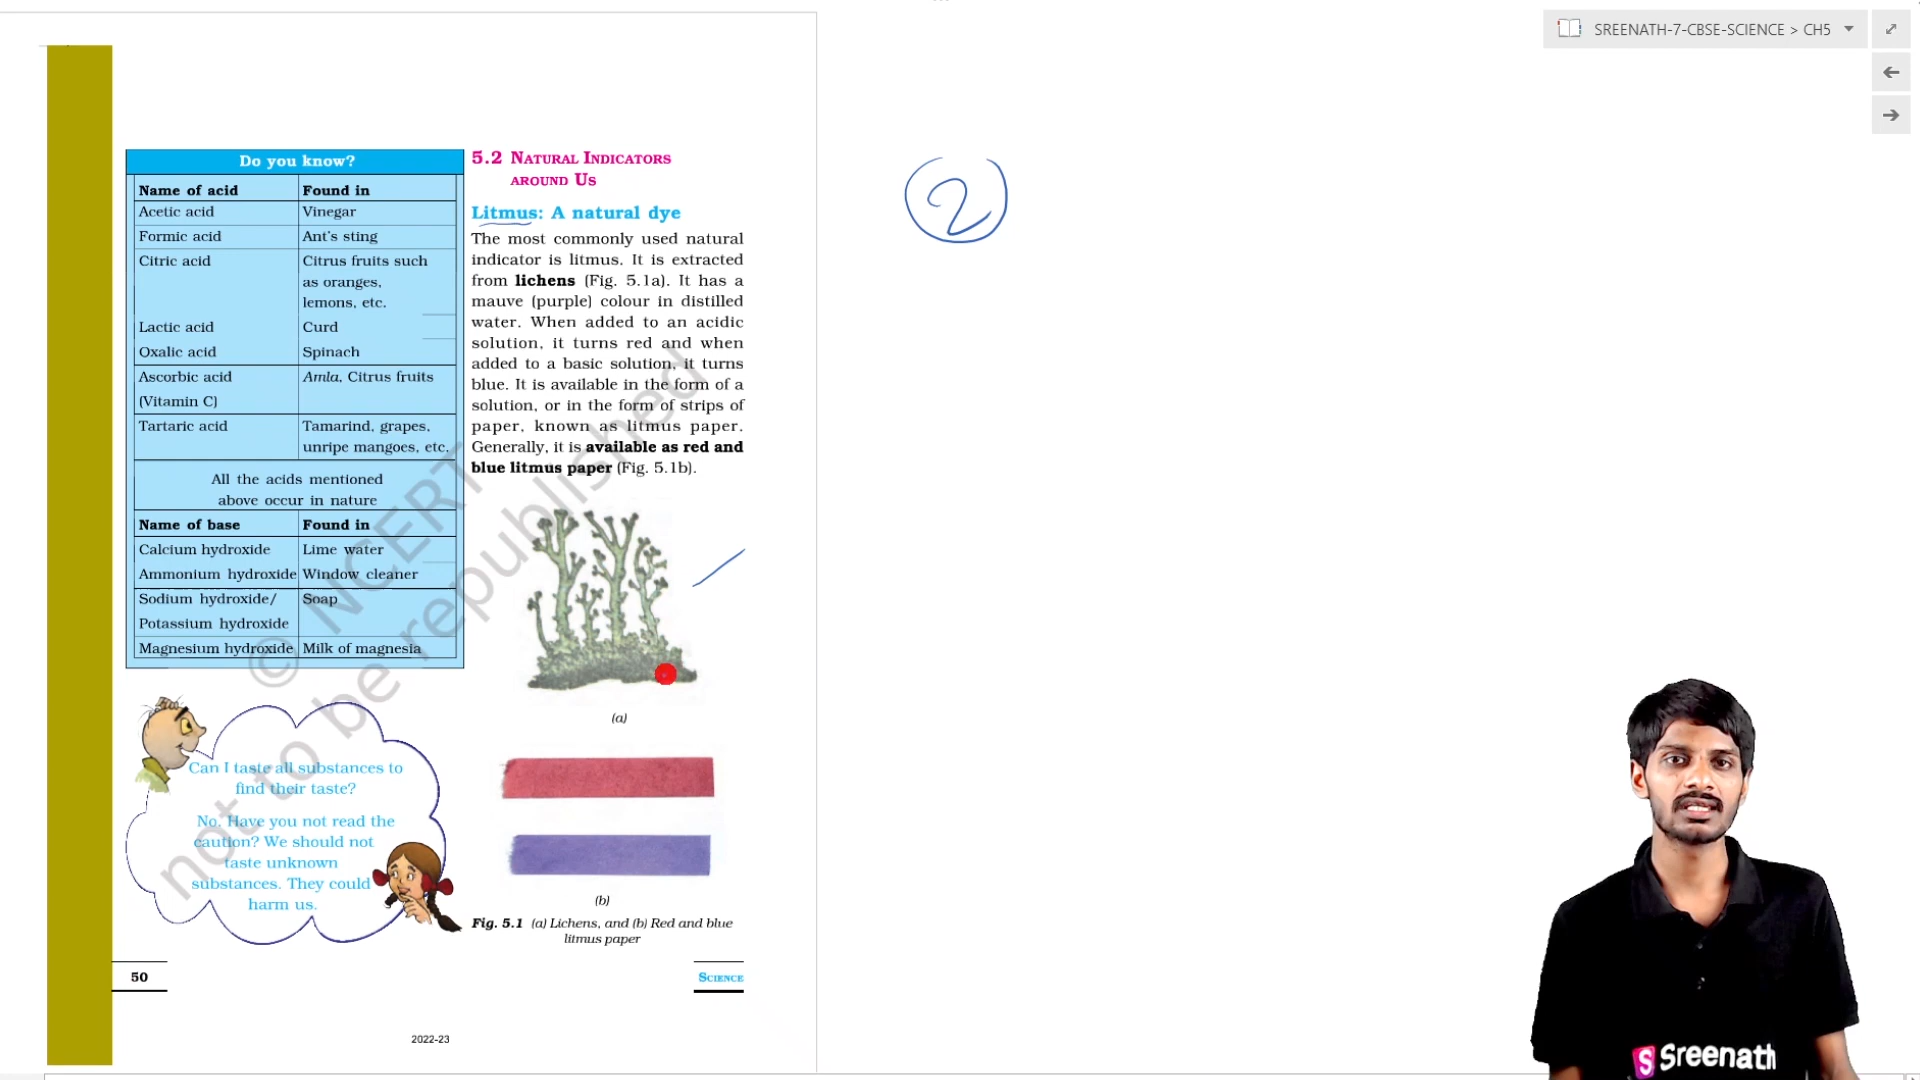 SREENATH-7-CBSE-SCIENCE > CH5
Do you know?
Name of acid Found in
Acetic acid Vinegar
Formic acid Ant's sting
Citric acid Citrus fruits such
as oranges,
lemons, etc.
Lactic acid Curd
Oxalic acid Spinach
Ascorbic acid Amla, Citrus fruits
(Vitamin C)
Tartaric acid Tamarind, grapes,
unripe mangoes, etc.
All the acids mentioned
above occur in nature
Name of base Found in
Calcium hydroxide Lime water
Ammonium hydroxide Window cleaner
Sodium hydroxide/ Soap
Potassium hydroxide
Magnesium hydroxide Milk of magnesia
Can I taste all substances to
find their taste?
No. Have you not read the
caution? We should not
taste unknown
substances. They could
harm us.
5.2 NATURAL INDICATORS
AROUND US
Litmus: A natural dye
The most commonly used natural
indicator is litmus. It is extracted
from lichens (Fig. 5.1a). It has a
mauve (purple) colour in distilled
water. When added to an acidic
solution, it turns red and when
added to a basic solution, it turns
blue. It is available in the form of a
solution, or in the form of strips of
paper, known as litmus paper.
Generally, it is available as red and
blue litmus paper (Fig. 5.1b).
(a)
(b)
Fig. 5.1 (a) Lichens, and (b) Red and blue
litmus paper
50
SCIENCE
2022-23
© NCERT
not to be republished
2
S Sreenath